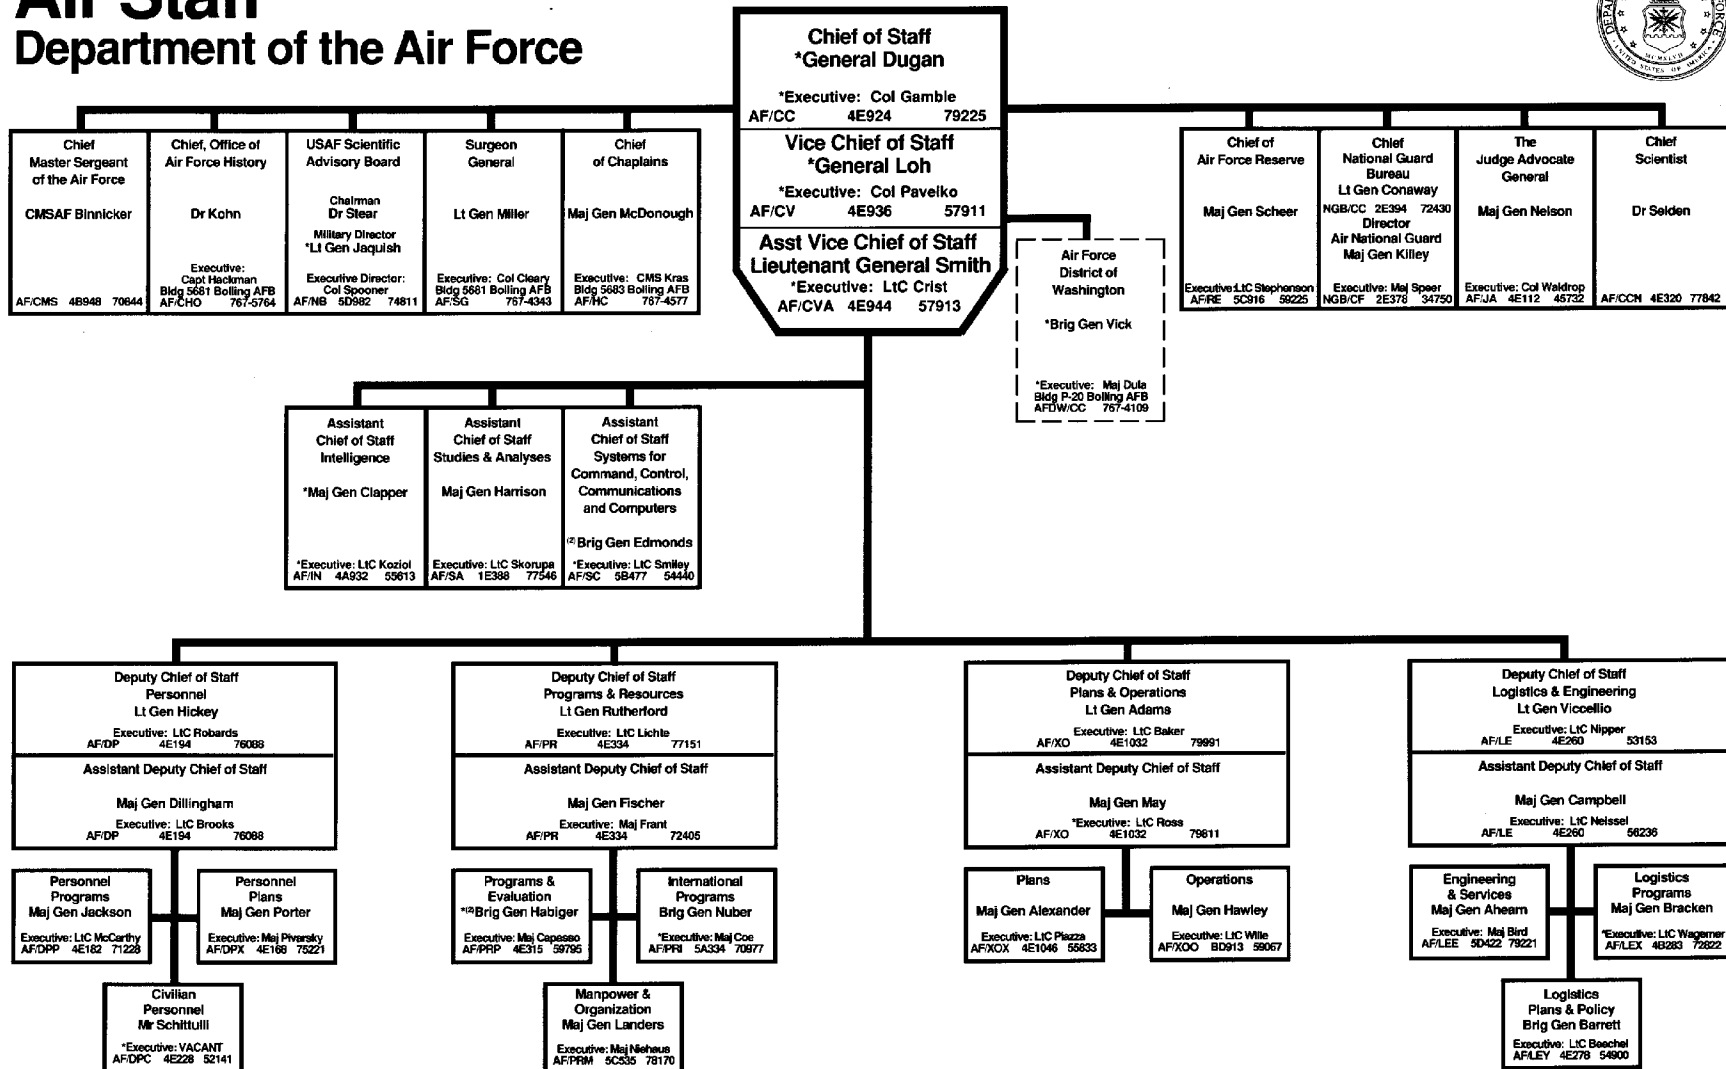 Air Staff
Department of the Air Force
Chief of Staff
*General Dugan
*Executive: Col Gamble
AF/CC 4E924 79225
Vice Chief of Staff
*General Loh
*Executive: Col Pavelko
AF/CV 4E936 57911
Asst Vice Chief of Staff
Lieutenant General Smith
*Executive: LtC Crist
AF/CVA 4E944 57913
Chief
Master Sergeant
of the Air Force
CMSAF Binnicker
AF/CMS 4B948 70844
Chief, Office of
Air Force History
Dr Kohn
Executive:
Capt Hackman
Bldg 5681 Bolling AFB
AF/CHO 767-5764
USAF Scientific
Advisory Board
Chairman
Dr Stear
Military Director
*Lt Gen Jaquish
Executive Director:
Col Spooner
AF/NB 5D982 74811
Surgeon
General
Lt Gen Miller
Executive: Col Cleary
Bldg 5681 Bolling AFB
AF/SG 767-4343
Chief
of Chaplains
Maj Gen McDonough
Executive: CMS Kras
Bldg 5683 Bolling AFB
AF/HC 767-4577
Air Force
District of
Washington
*Brig Gen Vick
*Executive: Maj Dula
Bldg P-20 Bolling AFB
AFDW/CC 767-4109
Chief of
Air Force Reserve
Maj Gen Scheer
Executive:LtC Stephenson
AF/RE 5C916 59225
Chief
National Guard
Bureau
Lt Gen Conaway
NGB/CC 2E394 72430
Director
Air National Guard
Maj Gen Killey
Executive: Maj Speer
NGB/CF 2E378 34750
The
Judge Advocate
General
Maj Gen Nelson
Executive: Col Waldrop
AF/JA 4E112 45732
Chief
Scientist
Dr Selden
AF/CCN 4E320 77842
Assistant
Chief of Staff
Intelligence
*Maj Gen Clapper
*Executive: LtC Koziol
AF/IN 4A932 55613
Assistant
Chief of Staff
Studies & Analyses
Maj Gen Harrison
Executive: LtC Skorupa
AF/SA 1E388 77546
Assistant
Chief of Staff
Systems for
Command, Control,
Communications
and Computers
(2) Brig Gen Edmonds
*Executive: LtC Smiley
AF/SC 5B477 54440
Deputy Chief of Staff
Personnel
Lt Gen Hickey
Executive: LtC Robards
AF/DP 4E194 76088
Assistant Deputy Chief of Staff
Maj Gen Dillingham
Executive: LtC Brooks
AF/DP 4E194 76088
Personnel
Programs
Maj Gen Jackson
Executive: LtC McCarthy
AF/DPP 4E182 71228
Personnel
Plans
Maj Gen Porter
Executive: Maj Pivarsky
AF/DPX 4E168 75221
Civilian
Personnel
Mr Schittulli
*Executive: VACANT
AF/DPC 4E228 52141
Deputy Chief of Staff
Programs & Resources
Lt Gen Rutherford
Executive: LtC Lichte
AF/PR 4E334 77151
Assistant Deputy Chief of Staff
Maj Gen Fischer
Executive: Maj Frant
AF/PR 4E334 72405
Programs &
Evaluation
*(2)Brig Gen Habiger
Executive: Maj Capasso
AF/PRP 4E315 59795
International
Programs
Brig Gen Nuber
*Executive: Maj Coe
AF/PRI 5A334 70977
Manpower &
Organization
Maj Gen Landers
Executive: Maj Niehaus
AF/PRM 5C535 78170
Deputy Chief of Staff
Plans & Operations
Lt Gen Adams
Executive: LtC Baker
AF/XO 4E1032 79991
Assistant Deputy Chief of Staff
Maj Gen May
*Executive: LtC Ross
AF/XO 4E1032 79811
Plans
Maj Gen Alexander
Executive: LtC Piazza
AF/XOX 4E1046 55833
Operations
Maj Gen Hawley
Executive: LtC Wille
AF/XOO BD913 59067
Deputy Chief of Staff
Logistics & Engineering
Lt Gen Viccellio
Executive: LtC Nipper
AF/LE 4E260 53153
Assistant Deputy Chief of Staff
Maj Gen Campbell
Executive: LtC Neissel
AF/LE 4E260 56236
Engineering
& Services
Maj Gen Ahearn
Executive: Maj Bird
AF/LEE 5D422 79221
Logistics
Programs
Maj Gen Bracken
*Executive: LtC Wagemer
AF/LEX 4B283 72822
Logistics
Plans & Policy
Brig Gen Barrett
Executive: LtC Beechel
AF/LEY 4E278 54900
MCMXLVII
UNITED STATES OF AMERICA